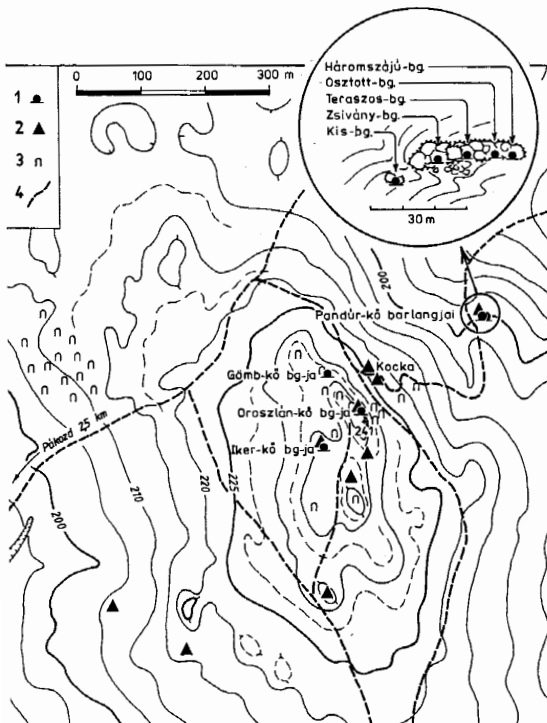 0 100 200 300 m
1
2
3
4
Háromszájú-bg.
Osztott-bg.
Teraszos-bg.
Zsivány-bg.
Kis-bg.
30 m
200
Pandúr-kő barlangjai
Kocka
Gömb-kő bg-ja
Oroszlán-kő bg-ja
241
Iker-kő bg-ja
Pákozd 25 km
225
220
210
200